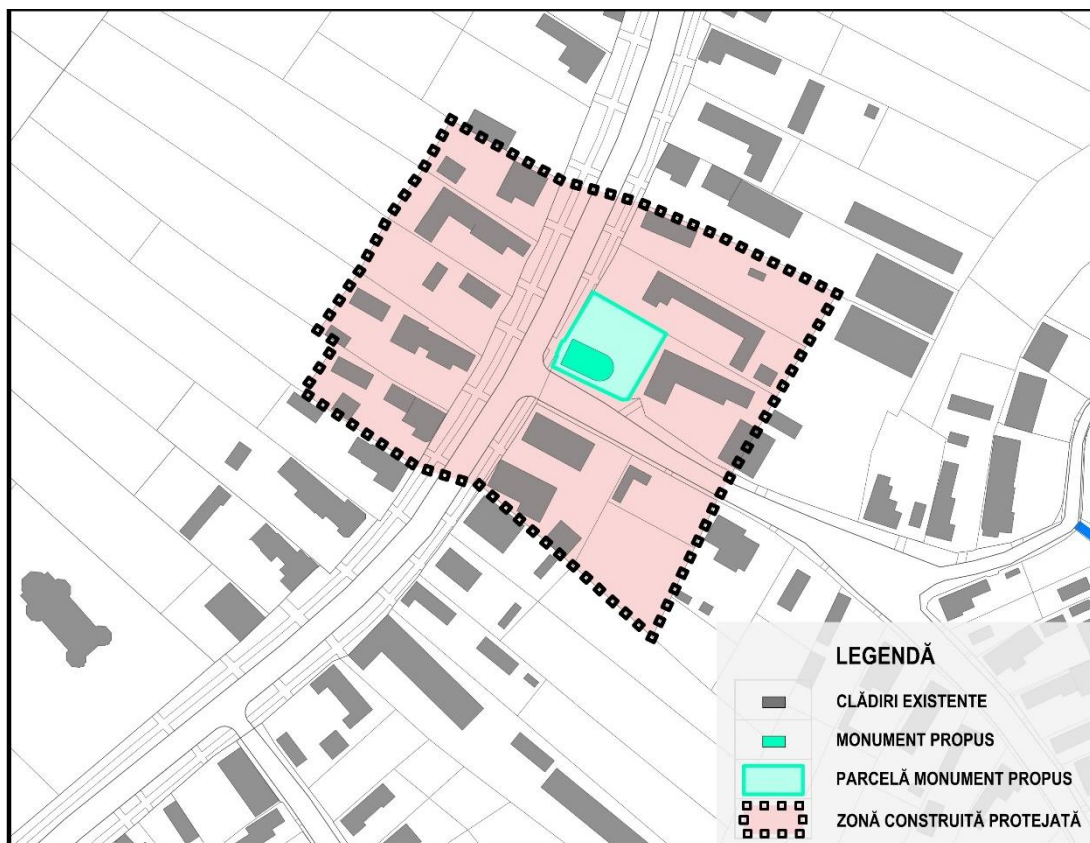 LEGENDĂ
CLĂDIRI EXISTENTE
MONUMENT PROPUS
PARCELĂ MONUMENT PROPUS
ZONĂ CONSTRUITĂ PROTEJATĂ